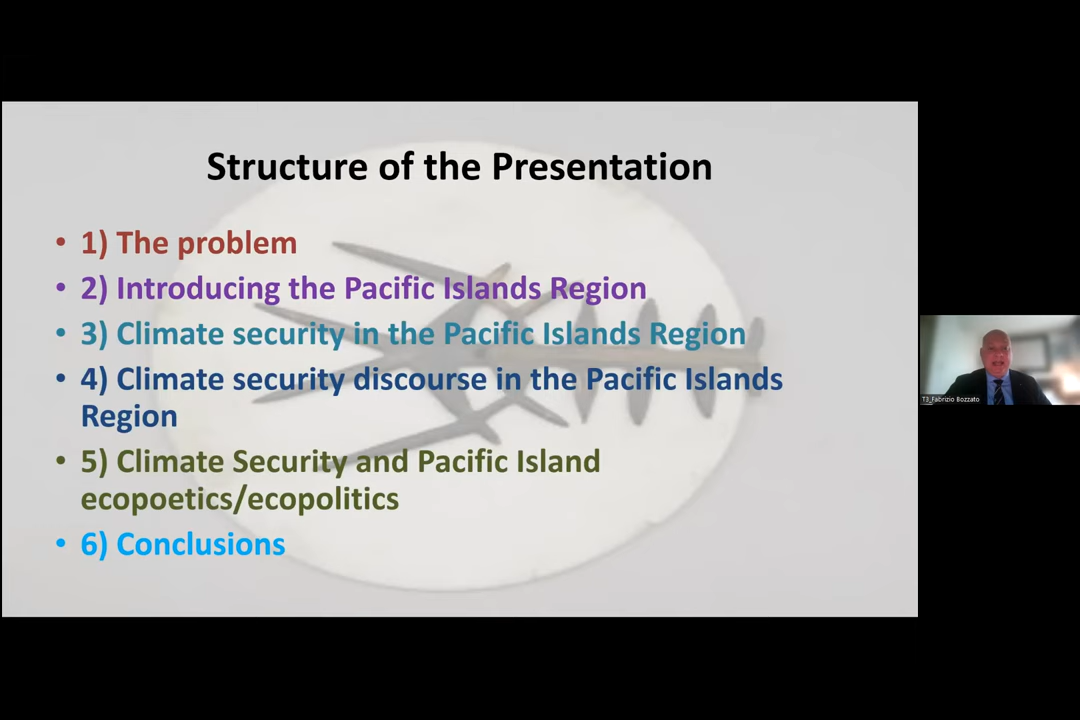 Structure of the Presentation
• 1) The problem
• 2) Introducing the Pacific Islands Region
• 3) Climate security in the Pacific Islands Region
• 4) Climate security discourse in the Pacific Islands
Region
• 5) Climate Security and Pacific Island
ecopoetics/ecopolitics
• 6) Conclusions
T3_Fabrizio Bozzato